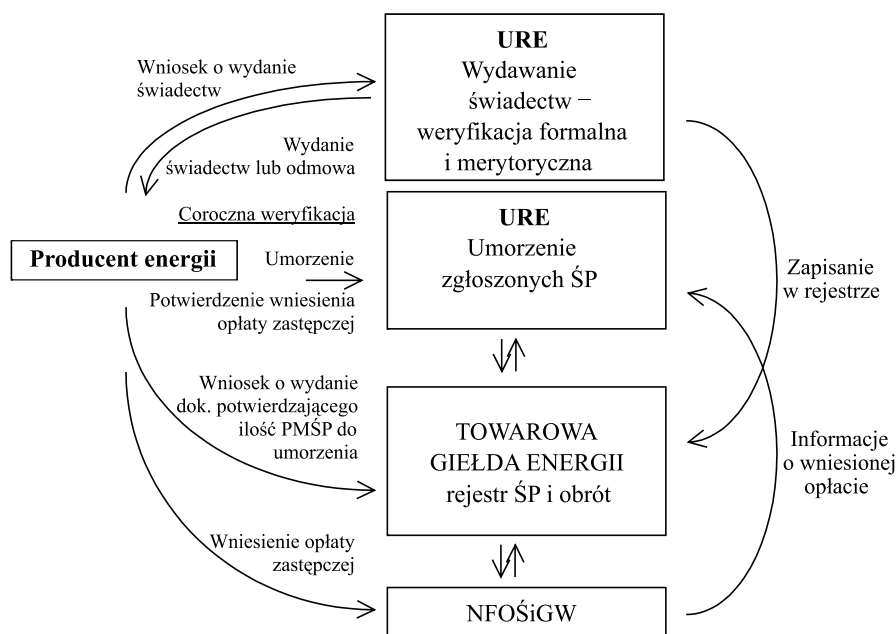 Wniosek o wydanie
świadectw
URE
Wydawanie
świadectw –
weryfikacja formalna
i merytoryczna
Wydanie
świadectw lub odmowa
Coroczna weryfikacja
URE
Umorzenie
zgłoszonych ŚP
Producent energii
Umorzenie
Potwierdzenie wniesienia
opłaty zastępczej
Zapisanie
w rejestrze
Wniosek o wydanie
dok. potwierdzającego
ilość PMŚP do
umorzenia
TOWAROWA
GIEŁDA ENERGII
rejestr ŚP i obrót
Informacje
o wniesionej
opłacie
Wniesienie opłaty
zastępczej
NFOŚiGW